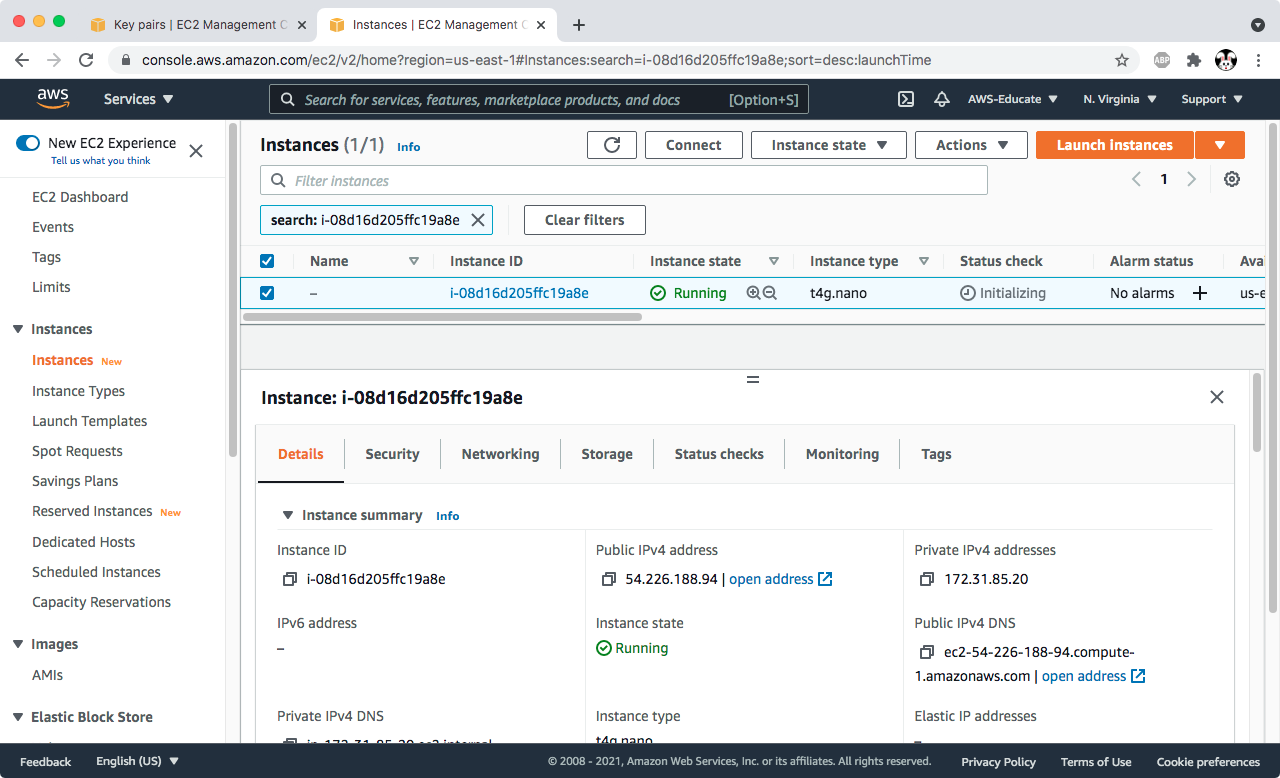 Key pairs | EC2 Management C
Instances | EC2 Management C
console.aws.amazon.com/ec2/v2/home?region=us-east-1#Instances:search=i-08d16d205ffc19a8e;sort=desc:launchTime
ABP
aws Services Search for services, features, marketplace products, and docs [Option+S] AWS-Educate N. Virginia Support
New EC2 Experience
Tell us what you think
EC2 Dashboard
Events
Tags
Limits
Instances
Instances New
Instance Types
Launch Templates
Spot Requests
Savings Plans
Reserved Instances New
Dedicated Hosts
Scheduled Instances
Capacity Reservations
Images
AMIs
Elastic Block Store
Instances (1/1) Info Connect Instance state Actions Launch instances
Filter instances 1
search: i-08d16d205ffc19a8e Clear filters
Name Instance ID Instance state Instance type Status check Alarm status Ava
– i-08d16d205ffc19a8e Running t4g.nano Initializing No alarms + us-e
Instance: i-08d16d205ffc19a8e
Details Security Networking Storage Status checks Monitoring Tags
Instance summary Info
Instance ID Public IPv4 address Private IPv4 addresses
i-08d16d205ffc19a8e 54.226.188.94 | open address 172.31.85.20
IPv6 address Instance state Public IPv4 DNS
– Running ec2-54-226-188-94.compute-
1.amazonaws.com | open address
Private IPv4 DNS Instance type Elastic IP addresses
ip-172-31-85-20.ec2.internal t4g.nano –
Feedback English (US) © 2008 - 2021, Amazon Web Services, Inc. or its affiliates. All rights reserved. Privacy Policy Terms of Use Cookie preferences